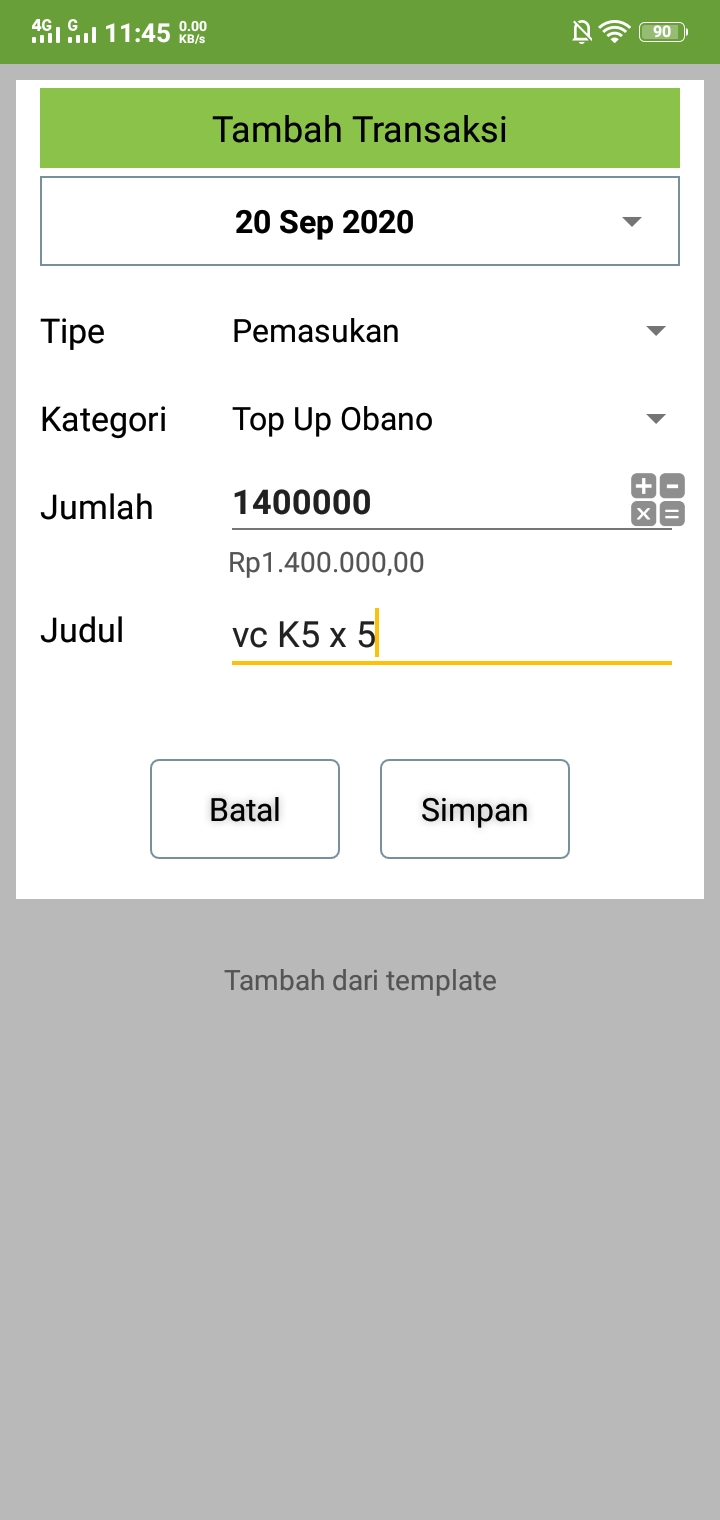 4G G 11:45 0.00 KB/s 90
Tambah Transaksi
20 Sep 2020
Tipe Pemasukan
Kategori Top Up Obano
Jumlah 1400000
Rp1.400.000,00
Judul vc K5 x 5
Batal Simpan
Tambah dari template